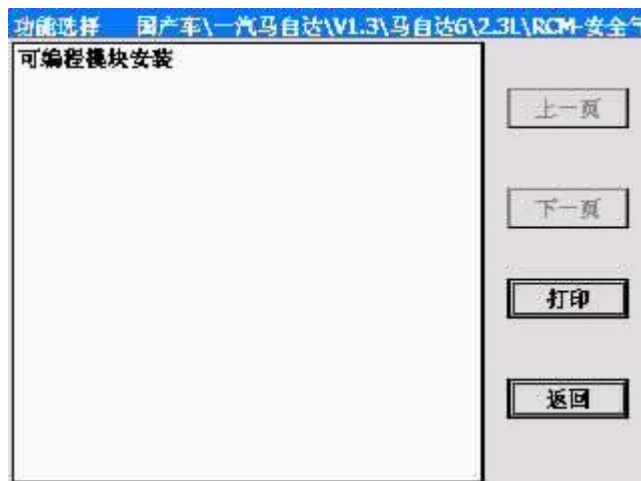 功能选择 国产车\一汽马自达\V1.3\马自达6\2.3L\RCM-安全
可编程模块安装
上一页
下一页
打印
返回